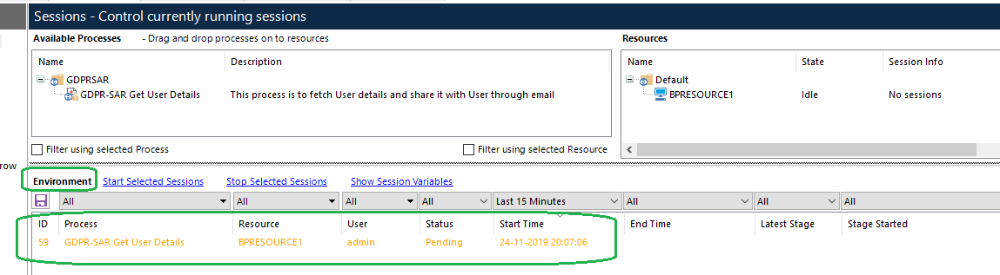 Sessions - Control currently running sessions
Available Processes - Drag and drop processes on to resources
Resources
Name Description
Name State Session Info
GDPRSAR
Default
GDPR-SAR Get User Details This process is to fetch User details and share it with User through email
BPRESOURCE1 Idle No sessions
Filter using selected Process
Filter using selected Resource
row
Environment Start Selected Sessions Stop Selected Sessions Show Session Variables
All All All All Last 15 Minutes All All All
ID Process Resource User Status Start Time End Time Latest Stage Stage Started
59 GDPR-SAR Get User Details BPRESOURCE1 admin Pending 24-11-2019 20:07:06